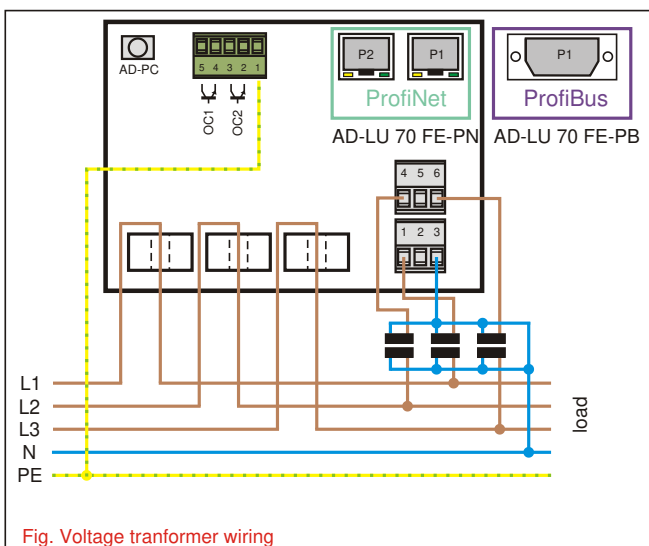 P2 P1 P1
AD-PC
5 4 3 2 1
ProfiNet ProfiBus
OC1 OC2
AD-LU 70 FE-PN AD-LU 70 FE-PB
4 5 6
1 2 3
L1
L2
L3
N
PE
load
Fig. Voltage tranformer wiring